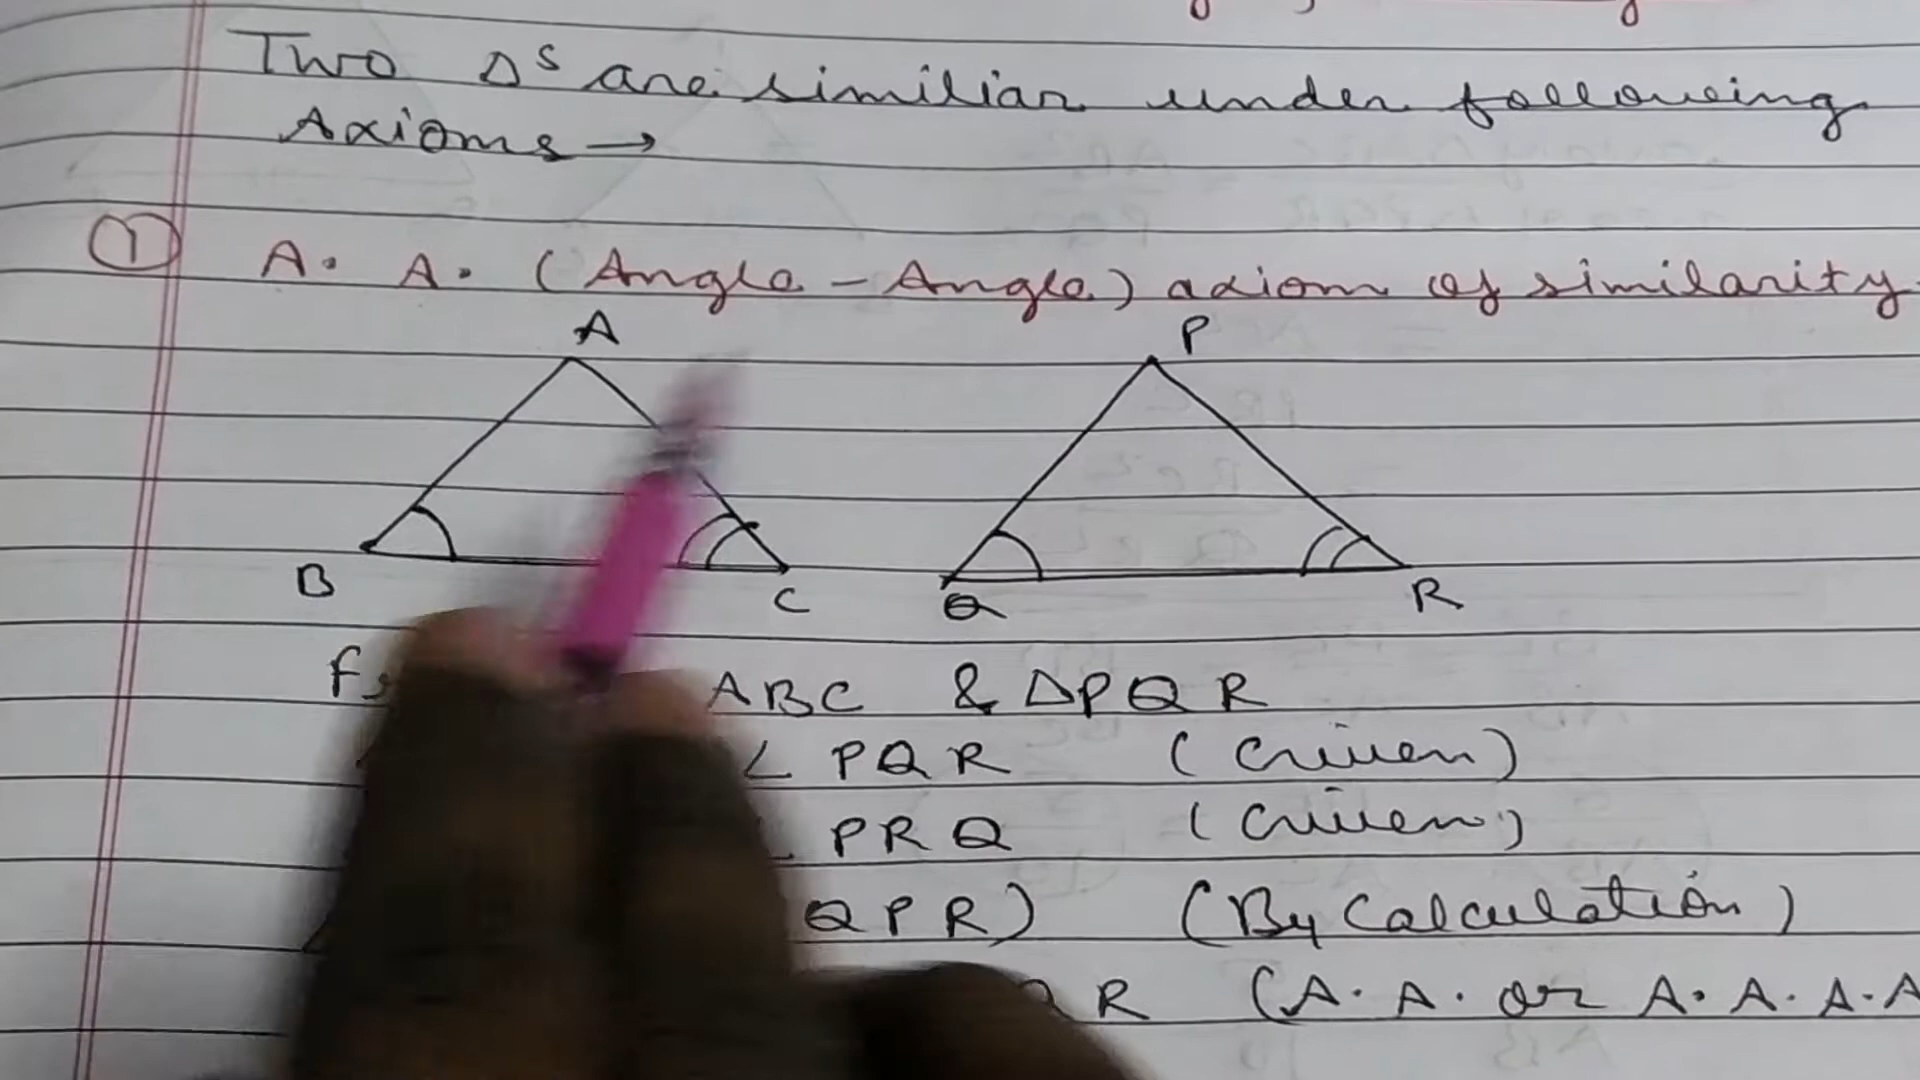 Two Δs are similiar under following
Axioms →
① A. A. (Angle - Angle) axiom of similarity
A P
B C Q R
ABC & ΔPQR
∠ PQR (Given)
PRQ (Given)
QPR) (By Calculation)
R (A.A. or A.A.A.A